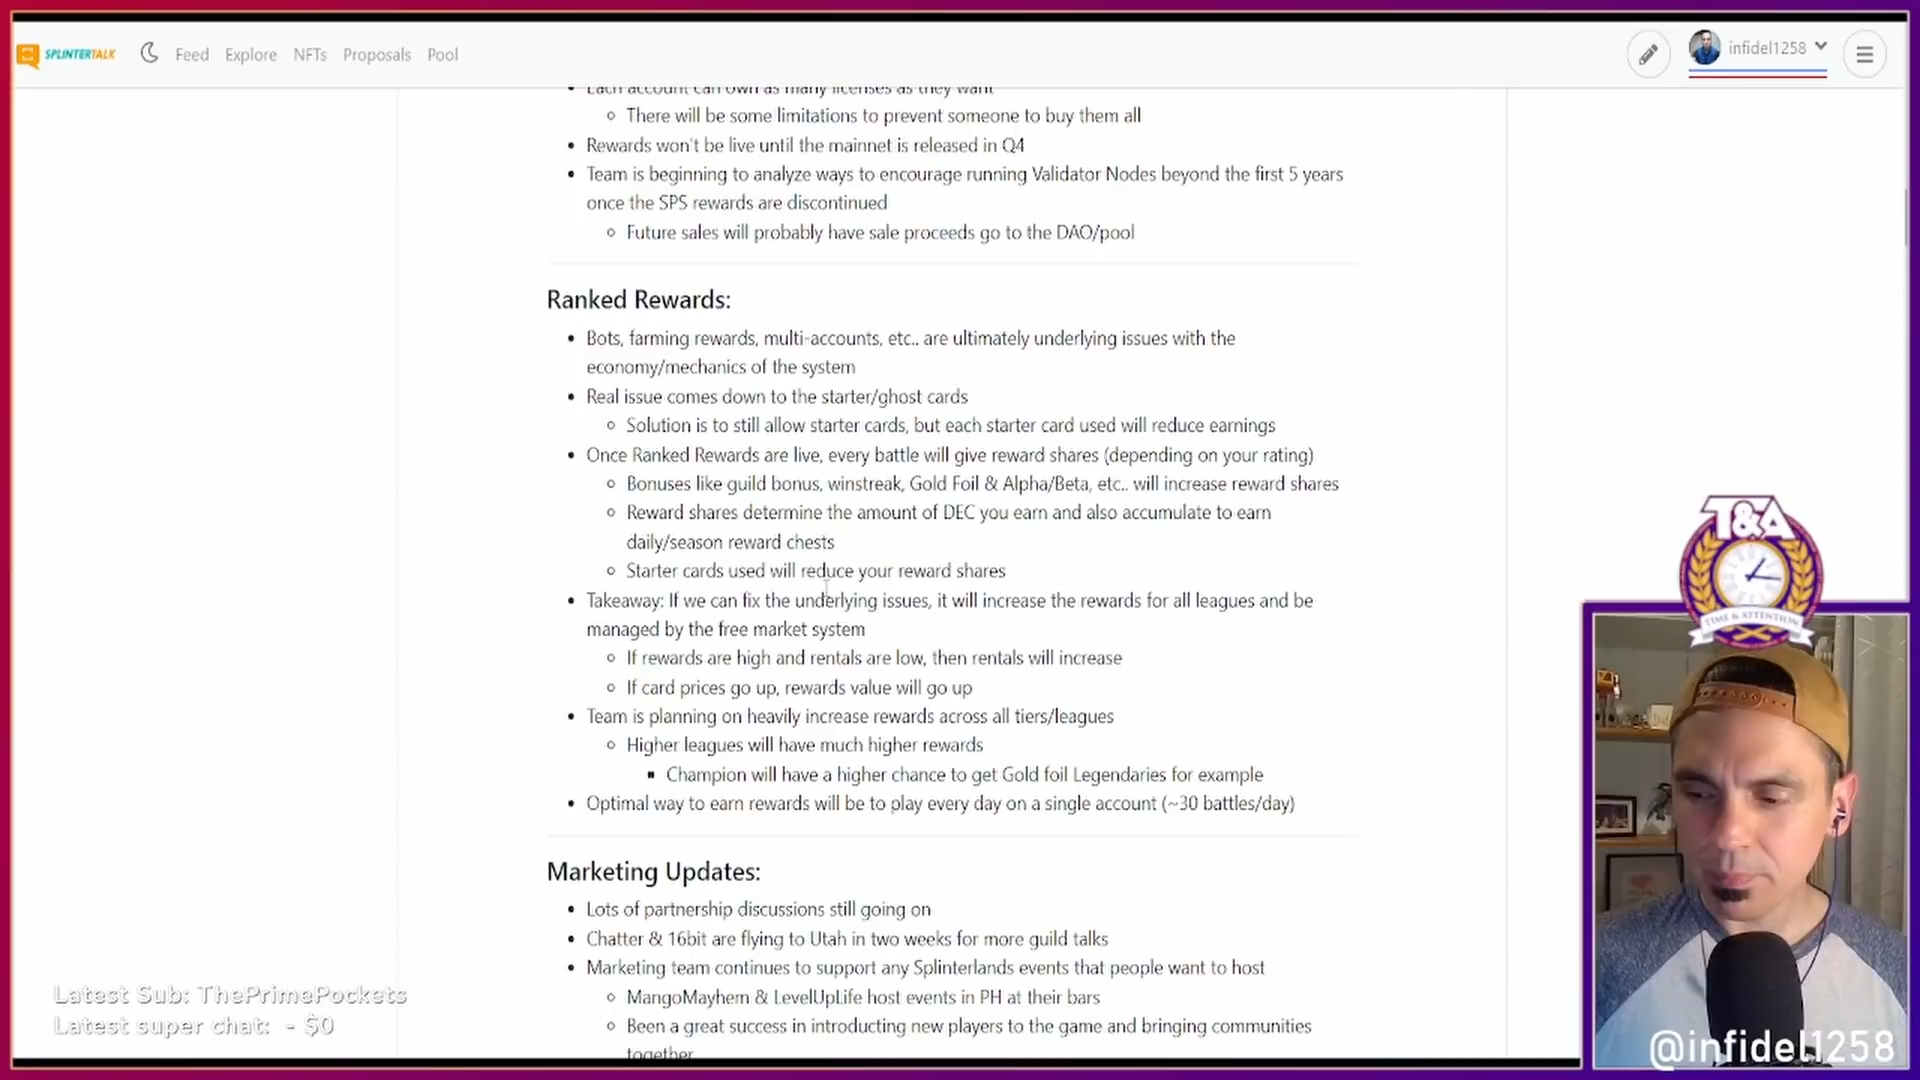 SPLINTERTALK
Feed
Explore
NFTs
Proposals
Pool
infidel1258
Each account can own as many licenses as they want
There will be some limitations to prevent someone to buy them all
Rewards won't be live until the mainnet is released in Q4
Team is beginning to analyze ways to encourage running Validator Nodes beyond the first 5 years
once the SPS rewards are discontinued
Future sales will probably have sale proceeds go to the DAO/pool
Ranked Rewards:
Bots, farming rewards, multi-accounts, etc.. are ultimately underlying issues with the
economy/mechanics of the system
Real issue comes down to the starter/ghost cards
Solution is to still allow starter cards, but each starter card used will reduce earnings
Once Ranked Rewards are live, every battle will give reward shares (depending on your rating)
Bonuses like guild bonus, winstreak, Gold Foil & Alpha/Beta, etc.. will increase reward shares
Reward shares determine the amount of DEC you earn and also accumulate to earn
daily/season reward chests
Starter cards used will reduce your reward shares
Takeaway: If we can fix the underlying issues, it will increase the rewards for all leagues and be
managed by the free market system
If rewards are high and rentals are low, then rentals will increase
If card prices go up, rewards value will go up
Team is planning on heavily increase rewards across all tiers/leagues
Higher leagues will have much higher rewards
Champion will have a higher chance to get Gold foil Legendaries for example
Optimal way to earn rewards will be to play every day on a single account (~30 battles/day)
Marketing Updates:
Lots of partnership discussions still going on
Chatter & 16bit are flying to Utah in two weeks for more guild talks
Marketing team continues to support any Splinterlands events that people want to host
MangoMayhem & LevelUpLife host events in PH at their bars
Been a great success in introducting new players to the game and bringing communities
together
T&A
TIME & ATTENTION
Latest Sub: ThePrimePockets
Latest super chat:  - $0
@infidel1258